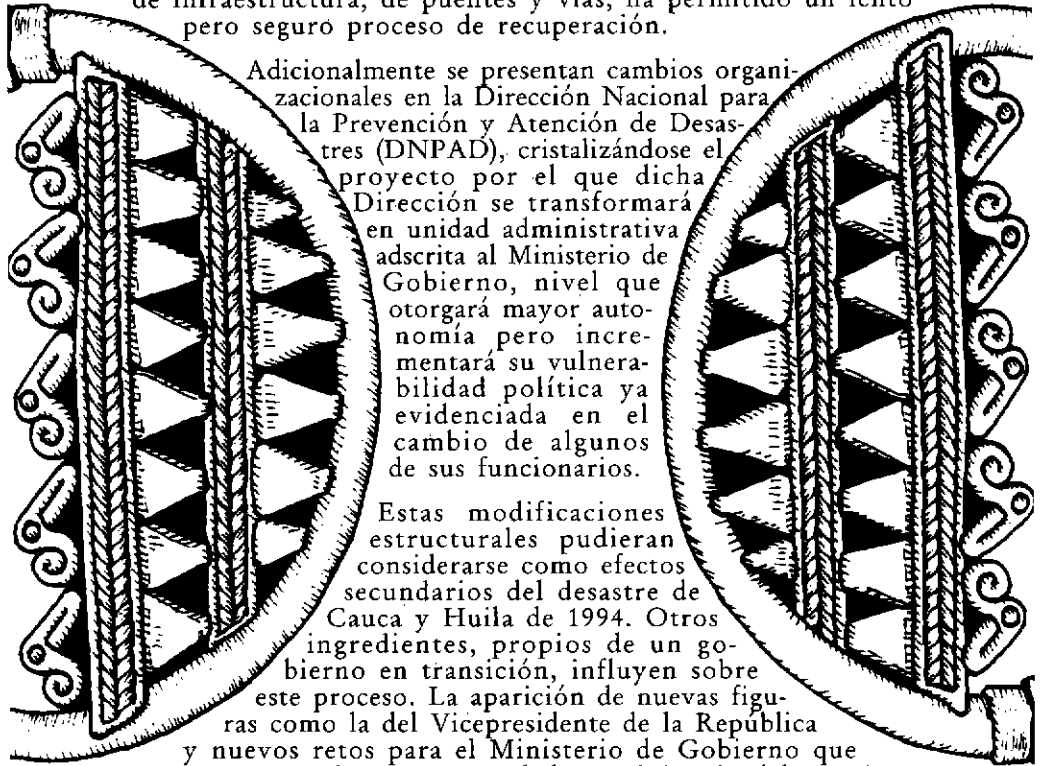 de infraestructura, de puentes y vías, ha permitido un lento
pero seguro proceso de recuperación.
Adicionalmente se presentan cambios organi-
zacionales en la Dirección Nacional para
la Prevención y Atención de Desas-
tres (DNPAD), cristalizándose el
proyecto por el que dicha
Dirección se transformará
en unidad administrativa
adscrita al Ministerio de
Gobierno, nivel que
otorgará mayor auto-
nomía pero incre-
mentará su vulnera-
bilidad política ya
evidenciada en el
cambio de algunos
de sus funcionarios.
Estas modificaciones
estructurales pudieran
considerarse como efectos
secundarios del desastre de
Cauca y Huila de 1994. Otros
ingredientes, propios de un go-
bierno en transición, influyen sobre
este proceso. La aparición de nuevas figu-
ras como la del Vicepresidente de la República
y nuevos retos para el Ministerio de Gobierno que